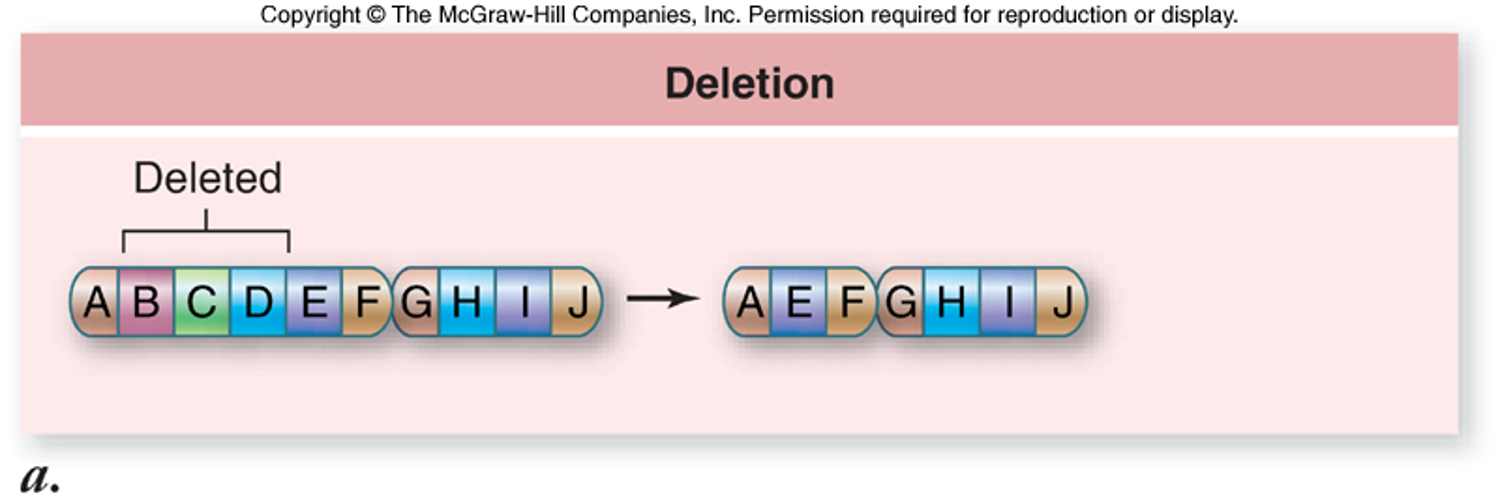 Copyright © The McGraw-Hill Companies, Inc. Permission required for reproduction or display.
Deletion
Deleted
A B C D E F G H I J A E F G H I J
a.